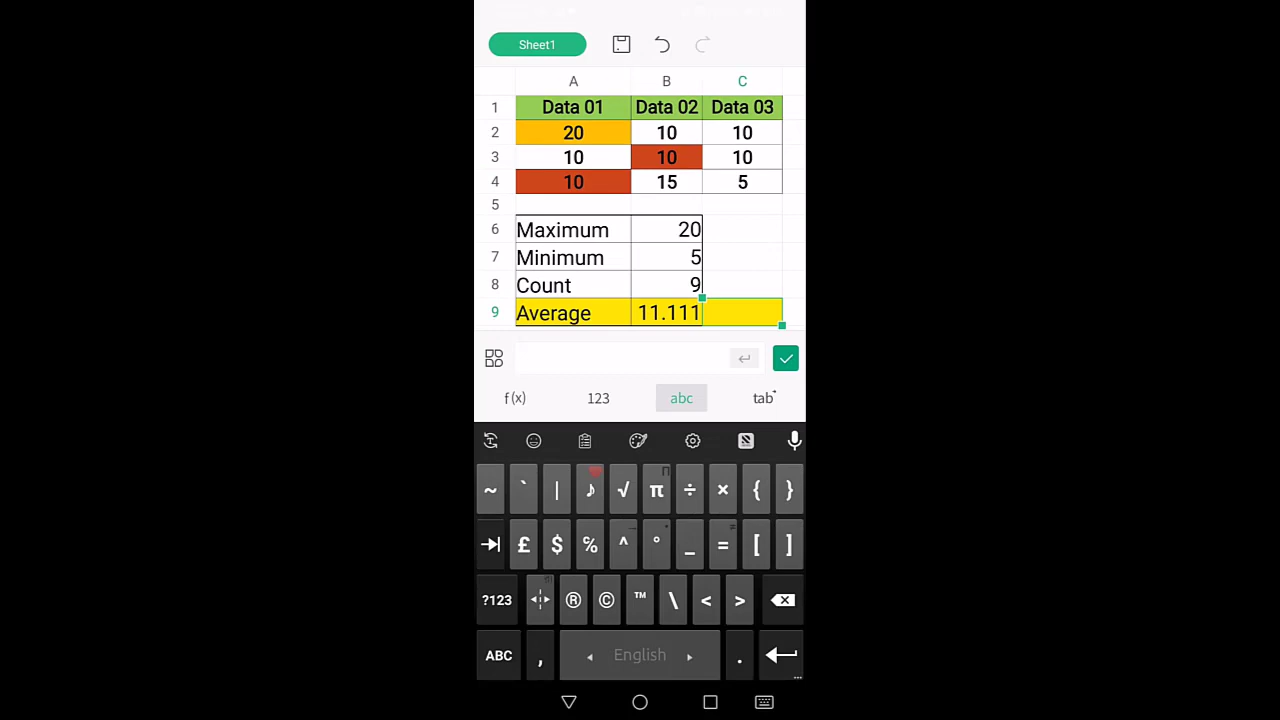 Sheet1
A B C
1 Data 01 Data 02 Data 03
2 20 10 10
3 10 10 10
4 10 15 5
5
6 Maximum 20
7 Minimum 5
8 Count 9
9 Average 11.111
f(x) 123 abc tab
~ ` | ♪ √ π ÷ × { }
£ $ % ^ ° _ = [ ]
?123 ® © ™ \ < >
ABC , English .